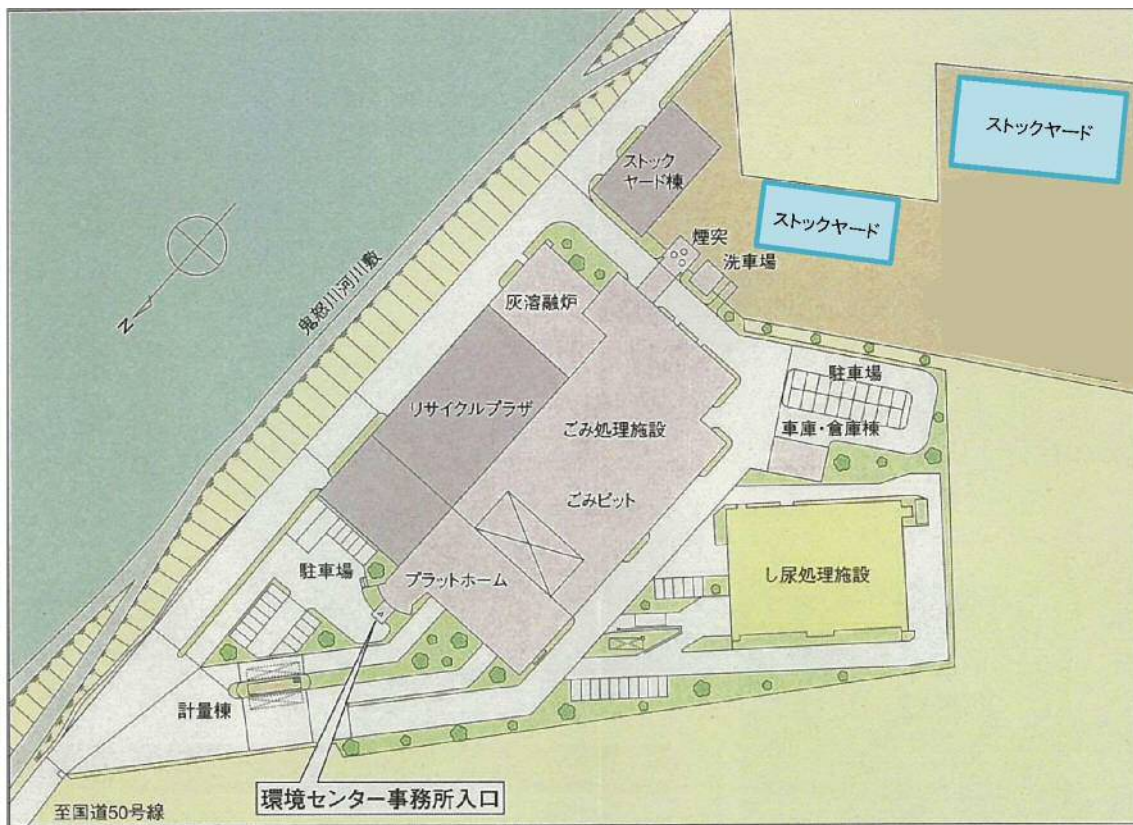 ストックヤード
ストック
ヤード棟
ストックヤード
煙突
洗車場
灰溶融炉
N
鬼怒川河川敷
駐車場
リサイクルプラザ
ごみ処理施設
車庫・倉庫棟
ごみピット
し尿処理施設
駐車場
プラットホーム
計量棟
環境センター事務所入口
至国道50号線